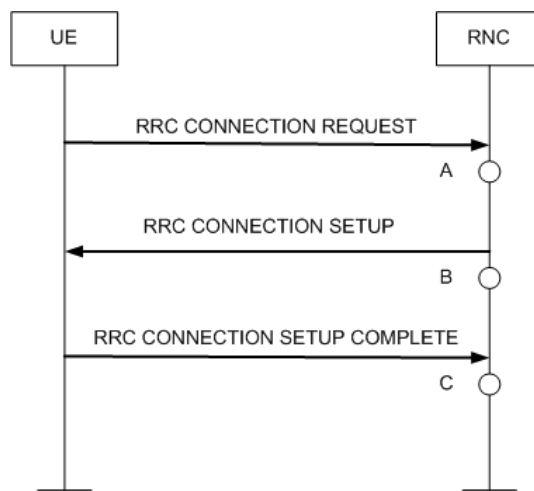 UE
RNC
RRC CONNECTION REQUEST
A
RRC CONNECTION SETUP
B
RRC CONNECTION SETUP COMPLETE
C